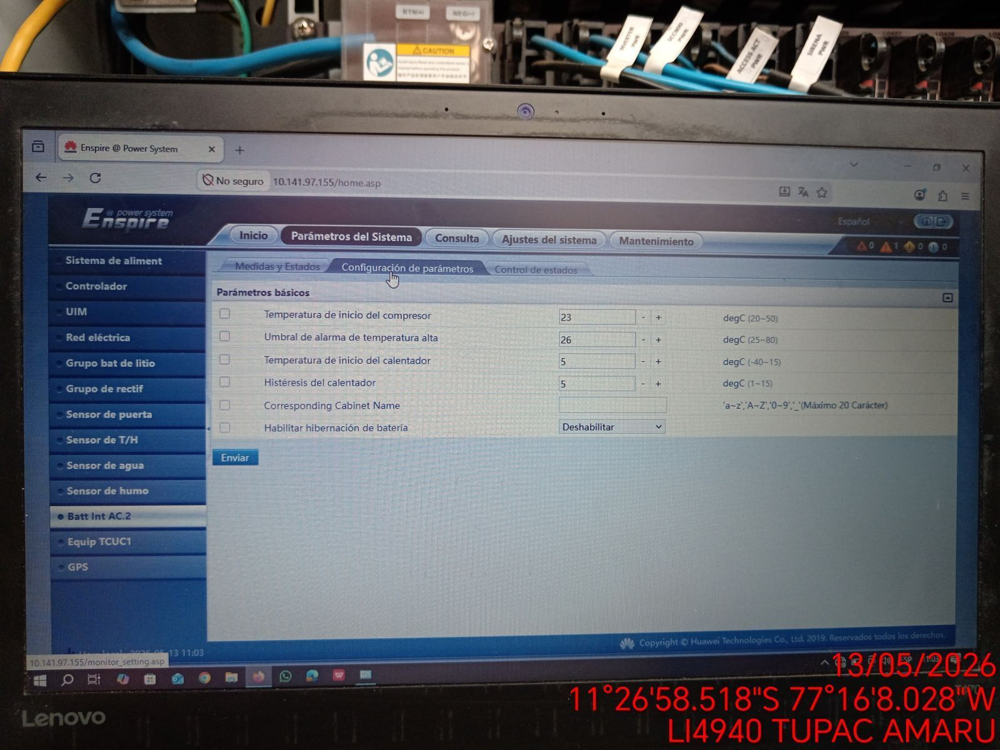 RTN(+)
NEG(-)
CAUTION
INVERTER PWR
SCC800 PWR
ACCESS.ACT PWR
SIRENA PWR
Enspire @ Power System
No seguro
10.141.97.155/home.asp
@ power system
Enspire
Español
Inicio
Parámetros del Sistema
Consulta
Ajustes del sistema
Mantenimiento
0
1
0
0
Sistema de aliment
Controlador
UIM
Red eléctrica
Grupo bat de litio
Grupo de rectif
Sensor de puerta
Sensor de T/H
Sensor de agua
Sensor de humo
Batt Int AC.2
Equip TCUC1
GPS
Medidas y Estados
Configuración de parámetros
Control de estados
Parámetros básicos
Temperatura de inicio del compresor 23 - + degC (20~50)
Umbral de alarma de temperatura alta 26 - + degC (25~80)
Temperatura de inicio del calentador 5 - + degC (-40~15)
Histéresis del calentador 5 - + degC (1~15)
Corresponding Cabinet Name 'a~z','A~Z','0~9','_'(Máximo 20 Carácter)
Habilitar hibernación de batería Deshabilitar
Enviar
Copyright © Huawei Technologies Co., Ltd. 2019. Reservados todos los derechos.
13 11:03
10.141.97.155/monitor_setting.asp
Lenovo
13/05/2026
11°26'58.518"S 77°16'8.028"W
LI4940 TUPAC AMARU